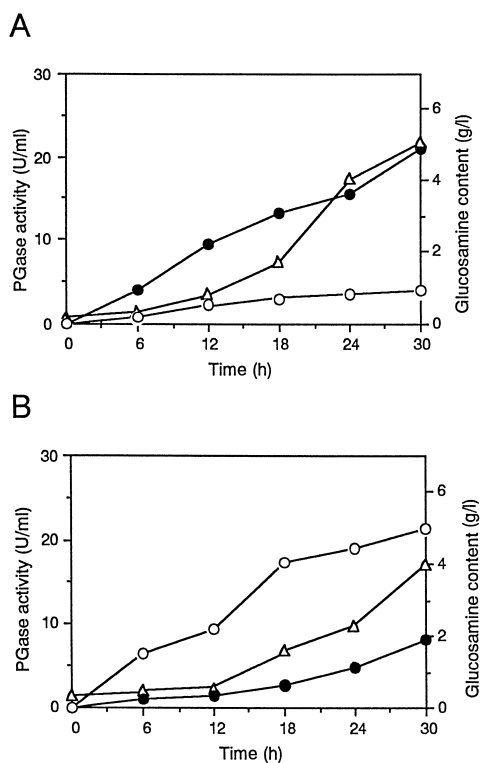 A
30
20
10
0
PGase activity (U/ml)
6
4
2
0
Glucosamine content (g/l)
0 6 12 18 24 30
Time (h)
B
30
20
10
0
PGase activity (U/ml)
6
4
2
0
Glucosamine content (g/l)
0 6 12 18 24 30
Time (h)